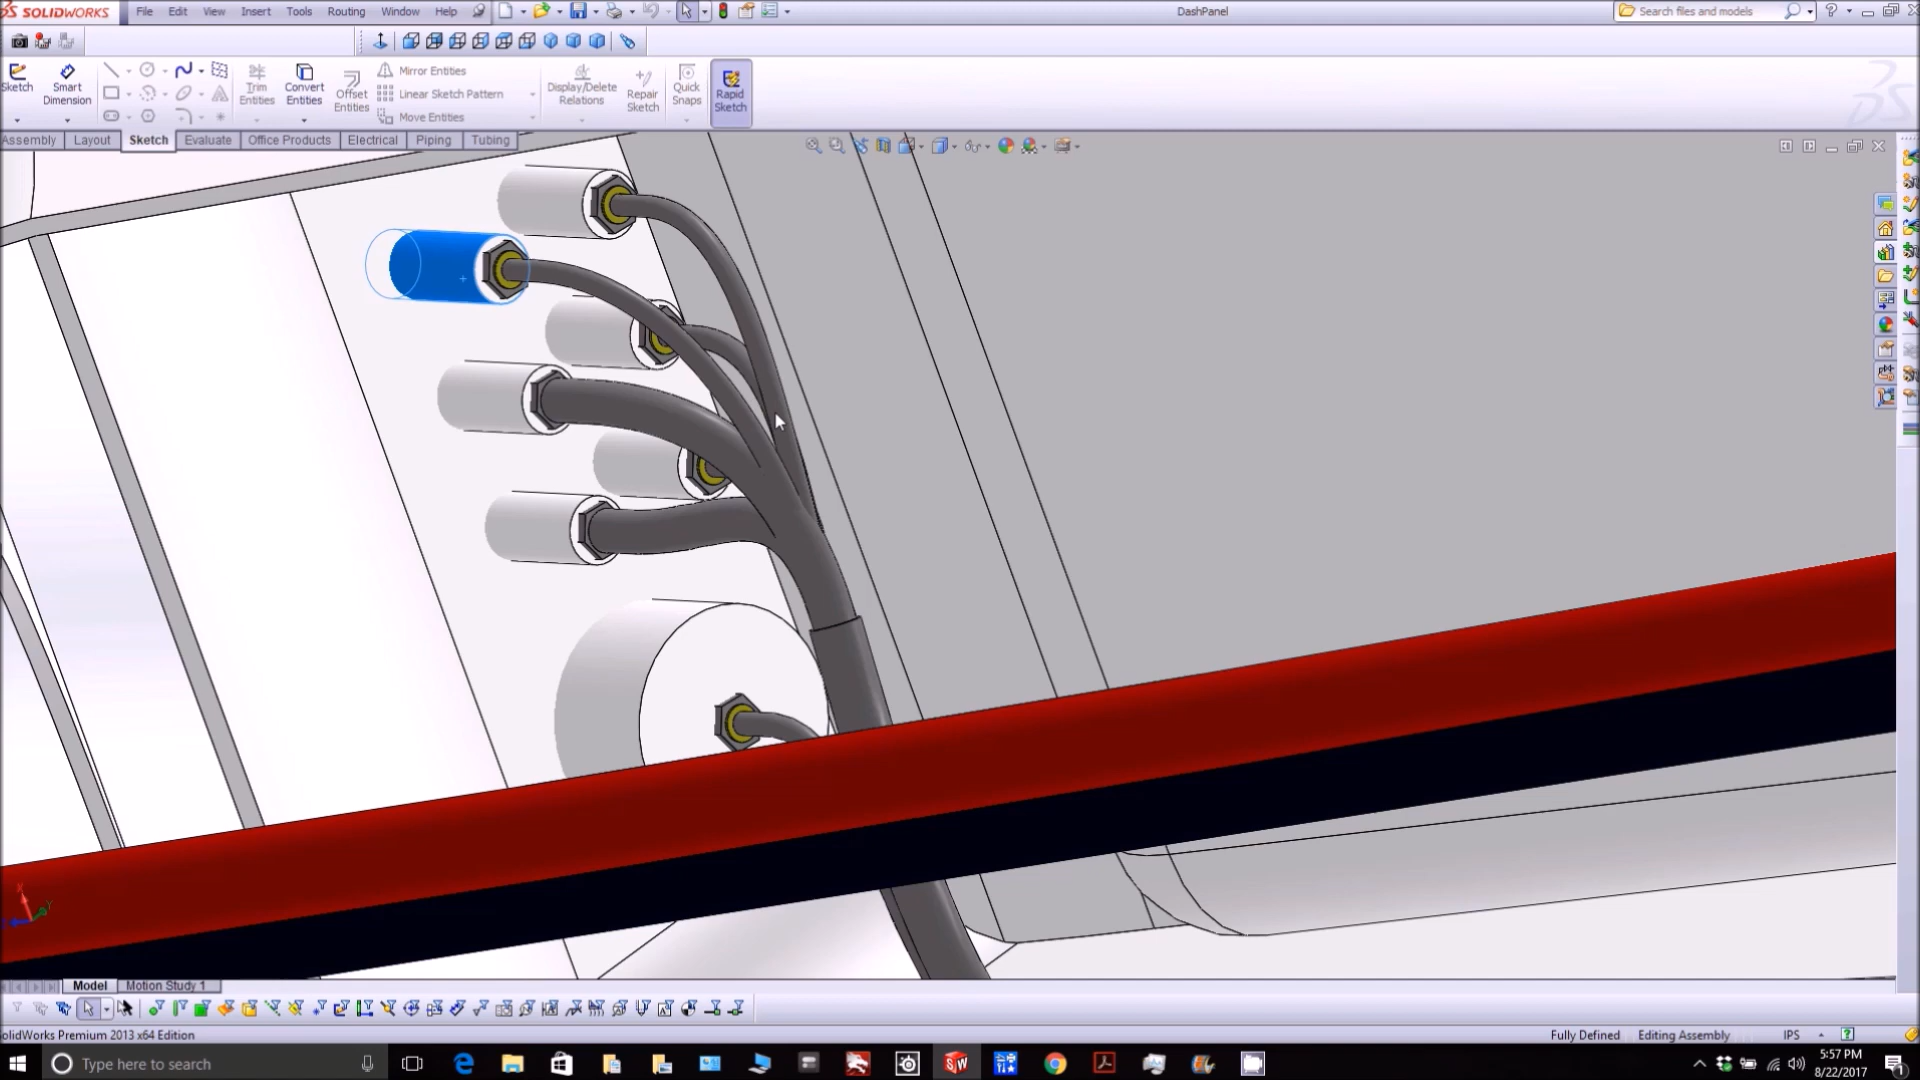 SOLIDWORKS File Edit View Insert Tools Routing Window Help DashPanel Search files and models ?
Sketch Smart Dimension Trim Entities Convert Entities Offset Entities Mirror Entities Linear Sketch Pattern Move Entities Display/Delete Relations Repair Sketch Quick Snaps Rapid Sketch
Assembly Layout Sketch Evaluate Office Products Electrical Piping Tubing
Model Motion Study 1
olidWorks Premium 2013 x64 Edition Fully Defined Editing Assembly IPS
Type here to search 5:57 PM
8/22/2017